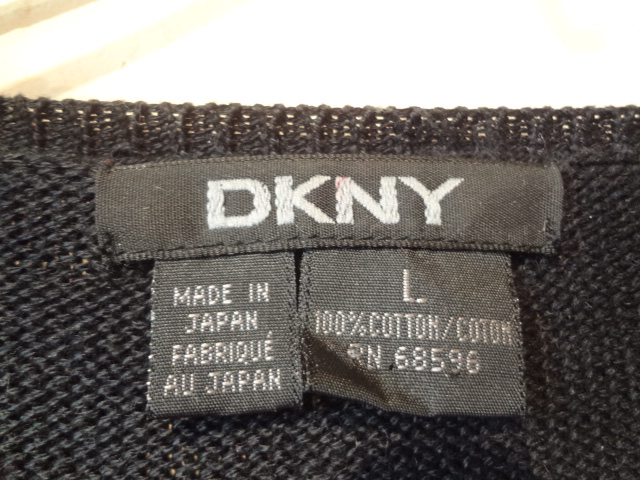 DKNY
MADE IN
JAPAN
FABRIQUÉ
AU JAPAN
L
100% COTTON/COTON
RN 68596